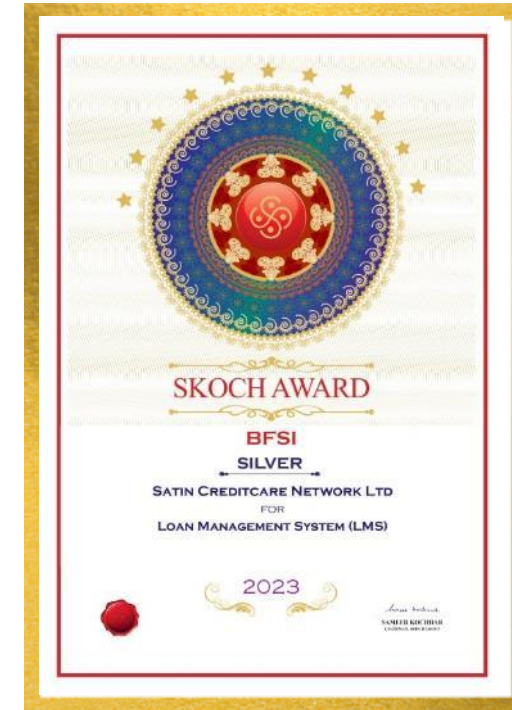 SKOCH AWARD
BFSI
SILVER
SATIN CREDITCARE NETWORK LTD
FOR
LOAN MANAGEMENT SYSTEM (LMS)
2023
SAMEER KOCHHAR